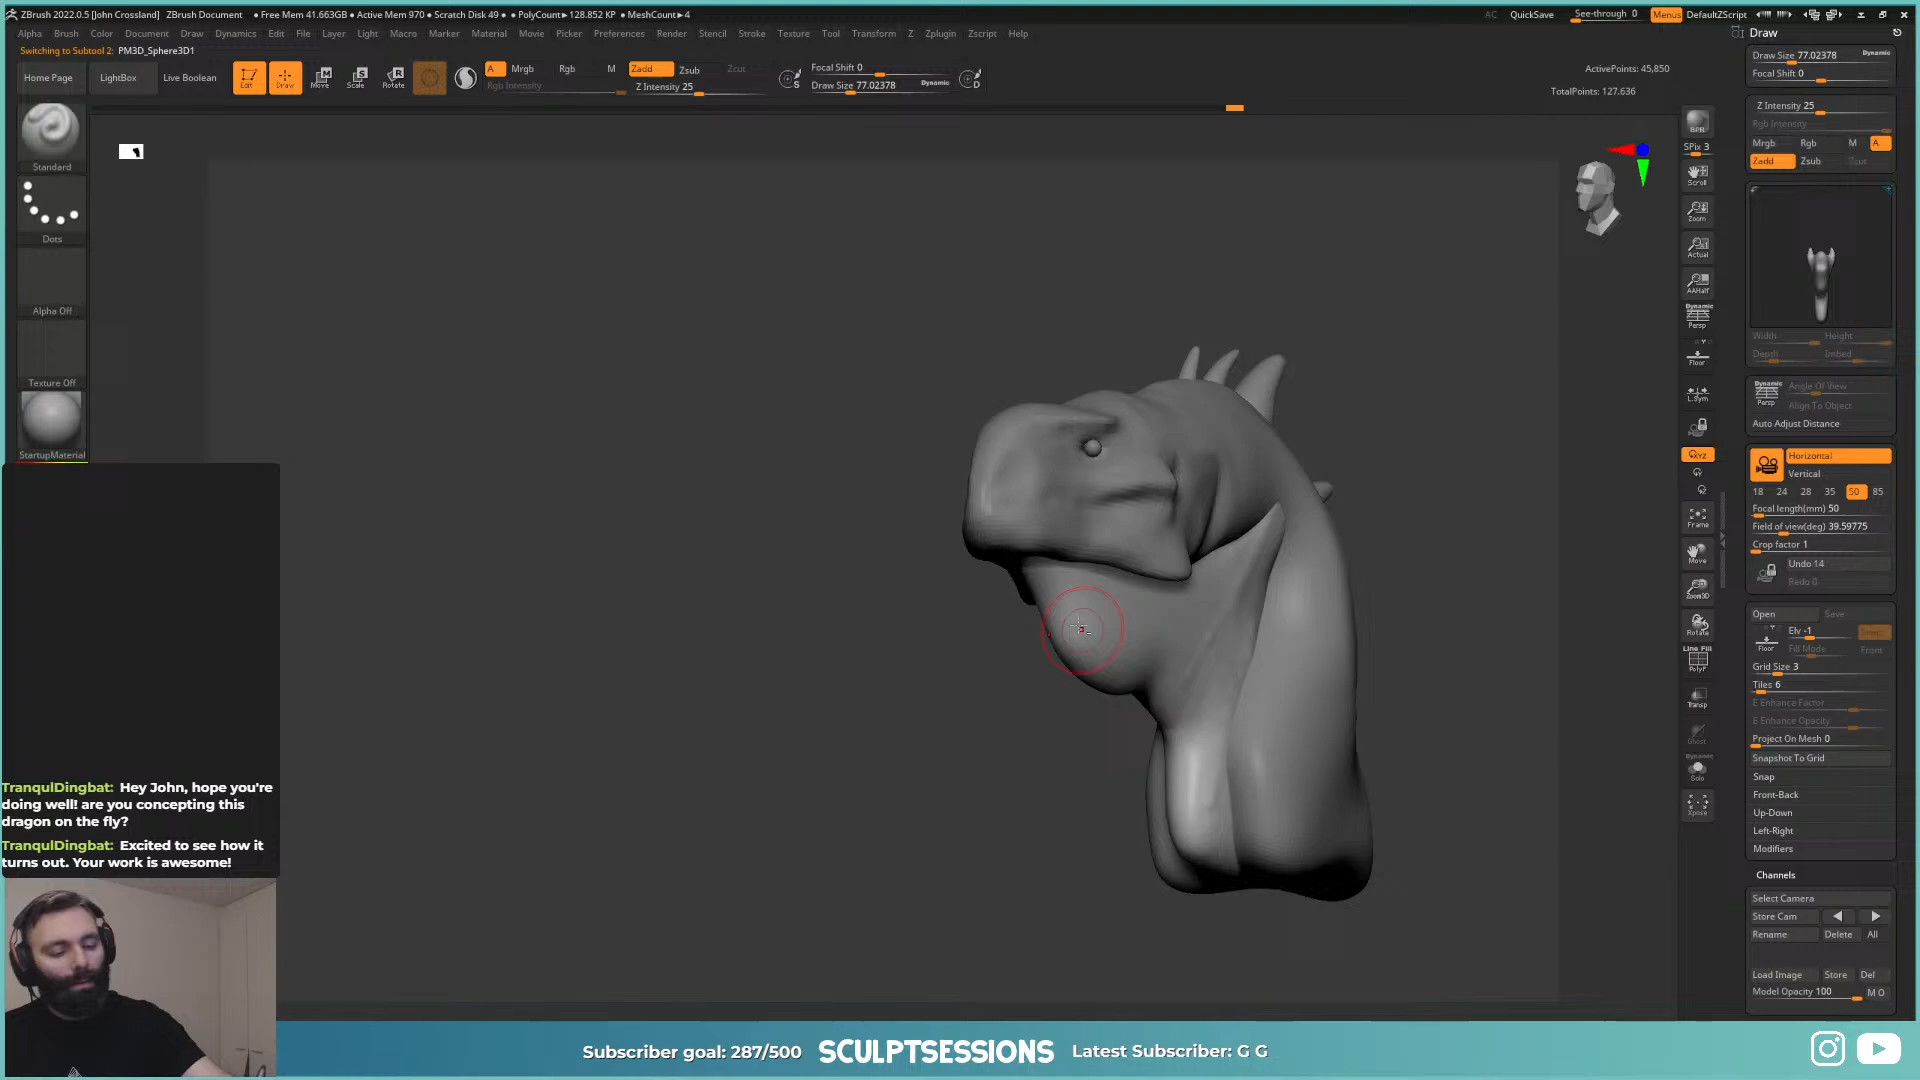 ZBrush 2022.0.5 [John Crossland] ZBrush Document • Free Mem 41.663GB • Active Mem 970 • Scratch Disk 49 • PolyCount► 128.852 KP • MeshCount► 4
AC QuickSave See-through 0 Menus DefaultZScript
Alpha Brush Color Document Draw Dynamics Edit File Layer Light Macro Marker Material Movie Picker Preferences Render Stencil Stroke Texture Tool Transform Z Zplugin Zscript Help
Switching to Subtool 2: PM3D_Sphere3D1
Home Page
LightBox
Live Boolean
Edit
Draw
Move
Scale
Rotate
A Mrgb Rgb M
Rgb Intensity
Zadd Zsub Zcut
Z Intensity 25
Focal Shift 0
Draw Size 77.02378 Dynamic
ActivePoints: 45,850
TotalPoints: 127.636
Standard
Dots
Alpha Off
Texture Off
StartupMaterial
BPR
SPix 3
Scroll
Zoom
Actual
AAHalf
Dynamic
Persp
Floor
L.Sym
Frame
Move
Zoom3D
Rotate
Line Fill
PolyF
Transp
Ghost
Dynamic
Solo
Xpose
Draw
Draw Size 77.02378 Dynamic
Focal Shift 0
Z Intensity 25
Rgb Intensity
Mrgb Rgb M A
Zadd Zsub Zcut
Width Height
Depth Imbed
Dynamic
Persp
Angle Of View
Align To Object
Auto Adjust Distance
Horizontal
Vertical
18 24 28 35 50 85
Focal length(mm) 50
Field of view(deg) 39.59775
Crop factor 1
Undo 14
Redo 0
Open Save
Floor
Elv -1
Fill Mode Front
Grid Size 3
Tiles 6
E Enhance Factor
E Enhance Opacity
Project On Mesh 0
Snapshot To Grid
Snap
Front-Back
Up-Down
Left-Right
Modifiers
Channels
Select Camera
Store Cam
Rename Delete All
Load Image Store Del
Model Opacity 100 M O
TranqulDingbat: Hey John, hope you're
doing well! are you concepting this
dragon on the fly?
TranqulDingbat: Excited to see how it
turns out. Your work is awesome!
Subscriber goal: 287/500 SCULPTSESSIONS Latest Subscriber: G G